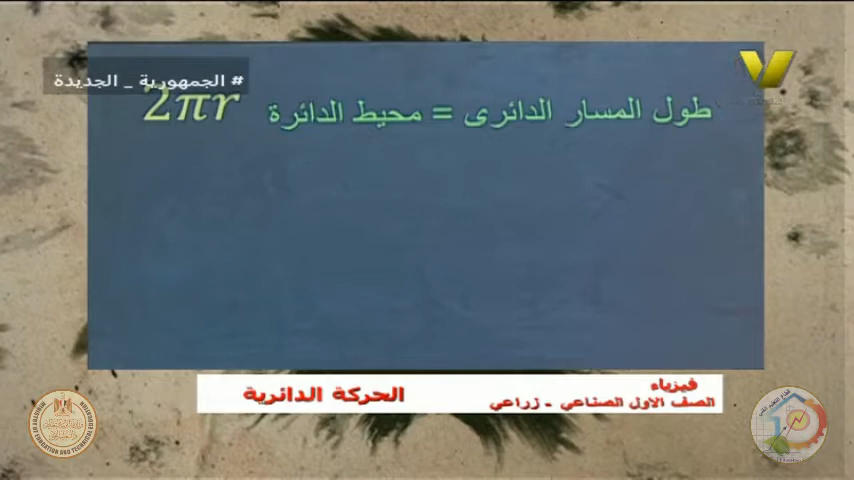 # الجمهورية _ الجديدة
طول المسار الدائرى = محيط الدائرة 2πr
فيزياء
الصف الاول الصناعي - زراعي
الحركة الدائرية